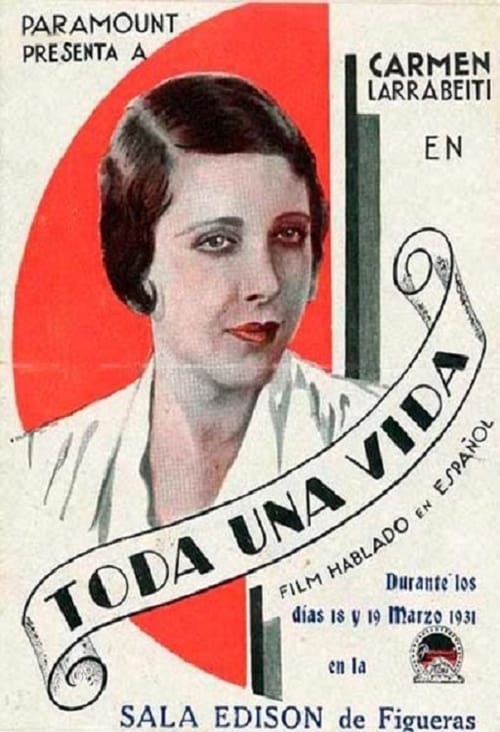 PARAMOUNT
PRESENTA A
CARMEN
LARRABEITI
EN
TODA UNA VIDA
FILM HABLADO EN ESPAÑOL
Durante los
días 18 y 19 Marzo 1931
en la
SALA EDISON de Figueras